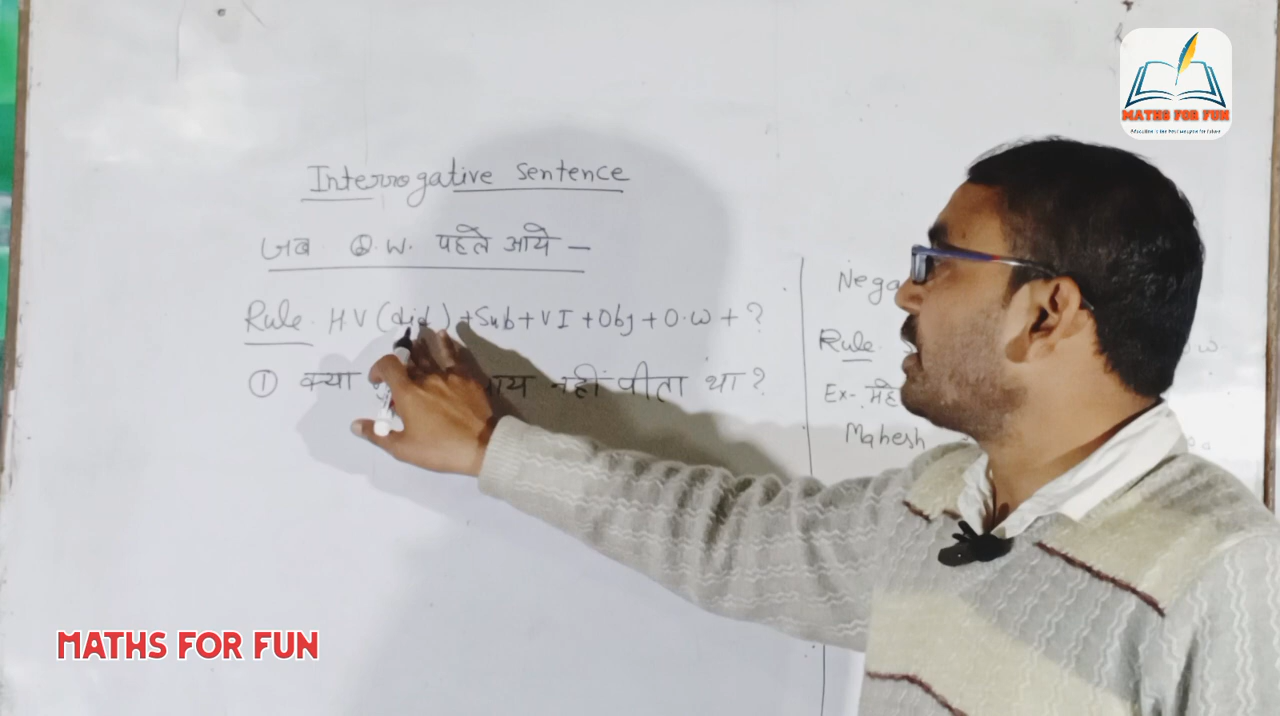 Interrogative Sentence
जब Q.W. पहले आये –
Rule. HV (did) + Sub + V I + Obj + O.W + ?
① क्या चाय नहीं पीता था?
Nega
Rule.
Ex-
Mahesh
MATHS FOR FUN
MATHS FOR FUN